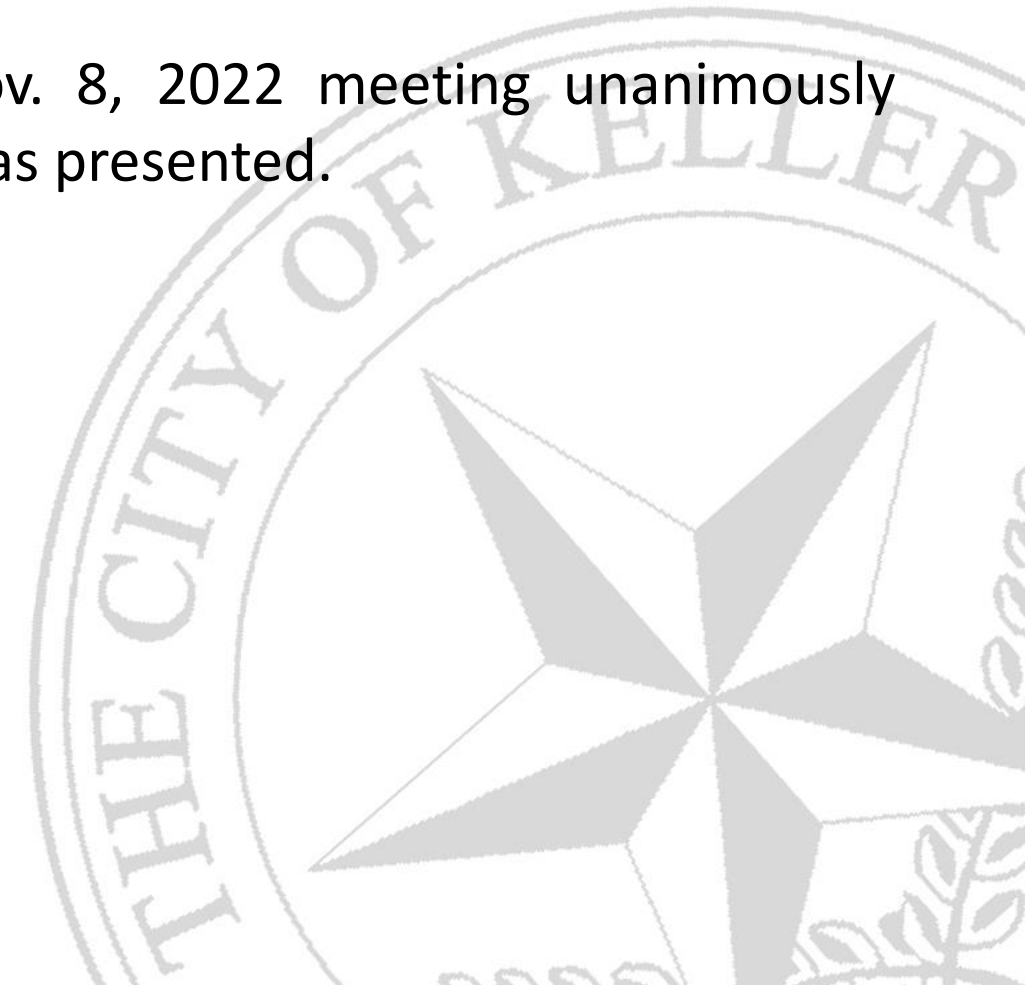 ov. 8, 2022 meeting unanimously
as presented.
THE CITY OF KELLER